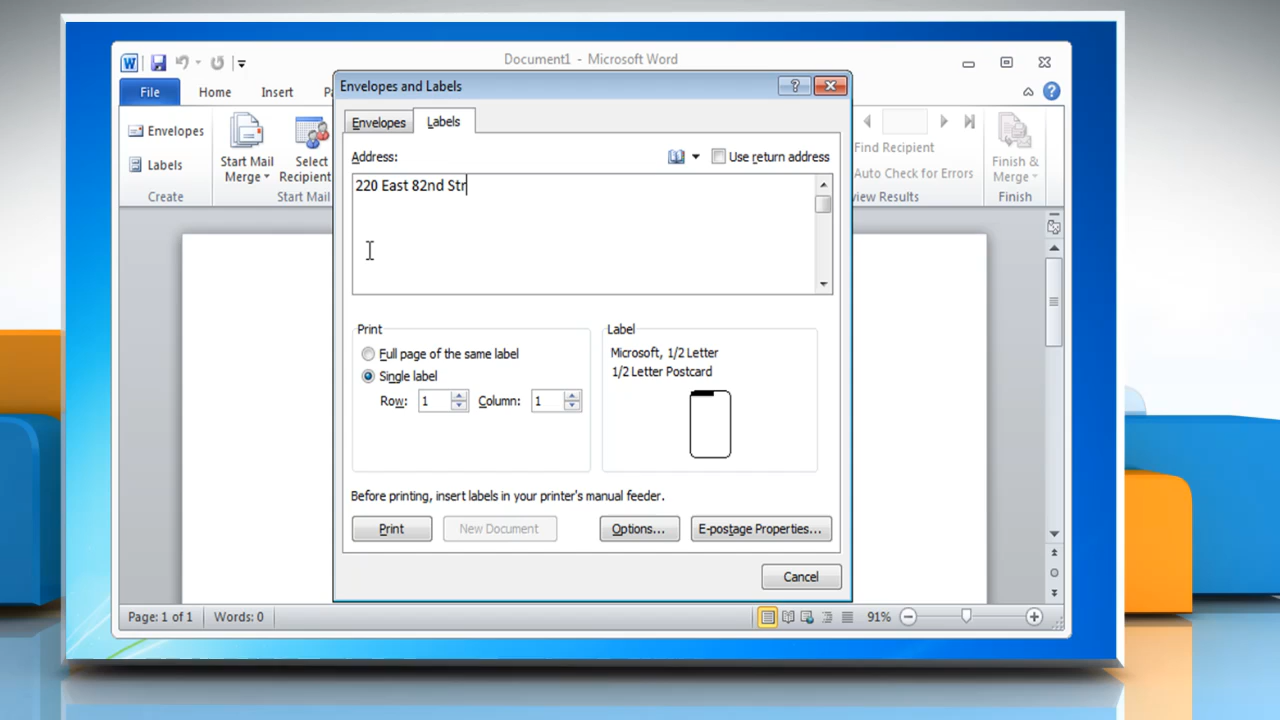 Document1 - Microsoft Word
File Home Insert
Envelopes
Labels
Start Mail Merge
Select Recipient
Create
Start Mail
Find Recipient
Auto Check for Errors
view Results
Finish & Merge
Finish
Envelopes and Labels
Envelopes Labels
Address:
Use return address
220 East 82nd Str
Print
Full page of the same label
Single label
Row: 1 Column: 1
Label
Microsoft, 1/2 Letter
1/2 Letter Postcard
Before printing, insert labels in your printer's manual feeder.
Print New Document Options... E-postage Properties...
Cancel
Page: 1 of 1 Words: 0 91%